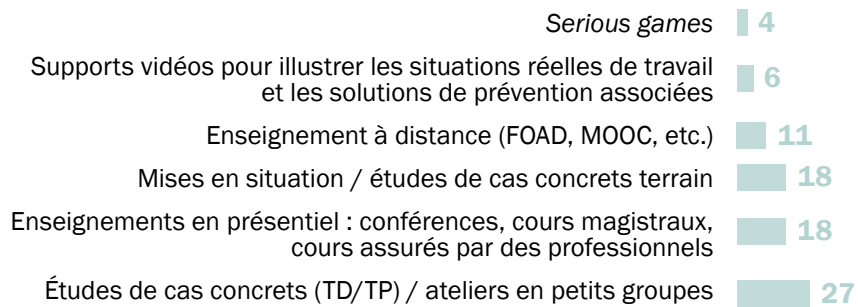 Serious games 4
Supports vidéos pour illustrer les situations réelles de travail
et les solutions de prévention associées 6
Enseignement à distance (FOAD, MOOC, etc.) 11
Mises en situation / études de cas concrets terrain 18
Enseignements en présentiel : conférences, cours magistraux,
cours assurés par des professionnels 18
Études de cas concrets (TD/TP) / ateliers en petits groupes 27